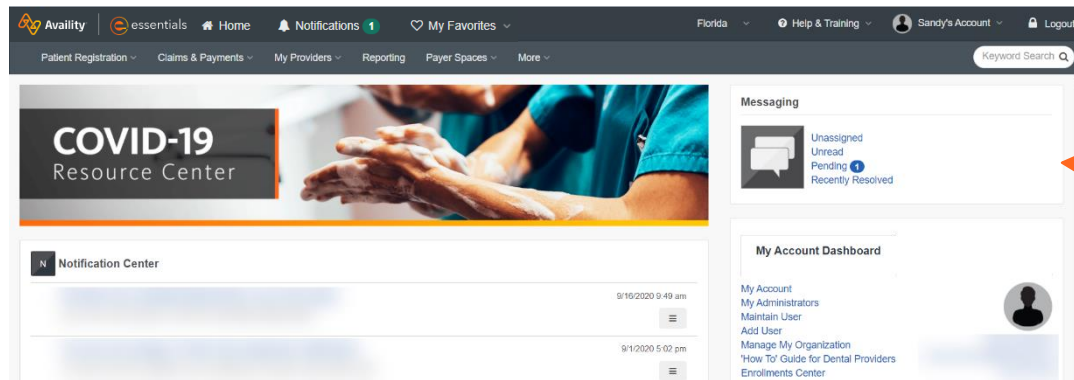 Availity essentials Home Notifications 1 My Favorites Florida Help & Training Sandy's Account Logout
Patient Registration Claims & Payments My Providers Reporting Payer Spaces More Keyword Search
COVID-19
Resource Center
Messaging
Unassigned
Unread
Pending 1
Recently Resolved
N Notification Center
9/16/2020 9:49 am
9/1/2020 5:02 pm
My Account Dashboard
My Account
My Administrators
Maintain User
Add User
Manage My Organization
'How To' Guide for Dental Providers
Enrollments Center